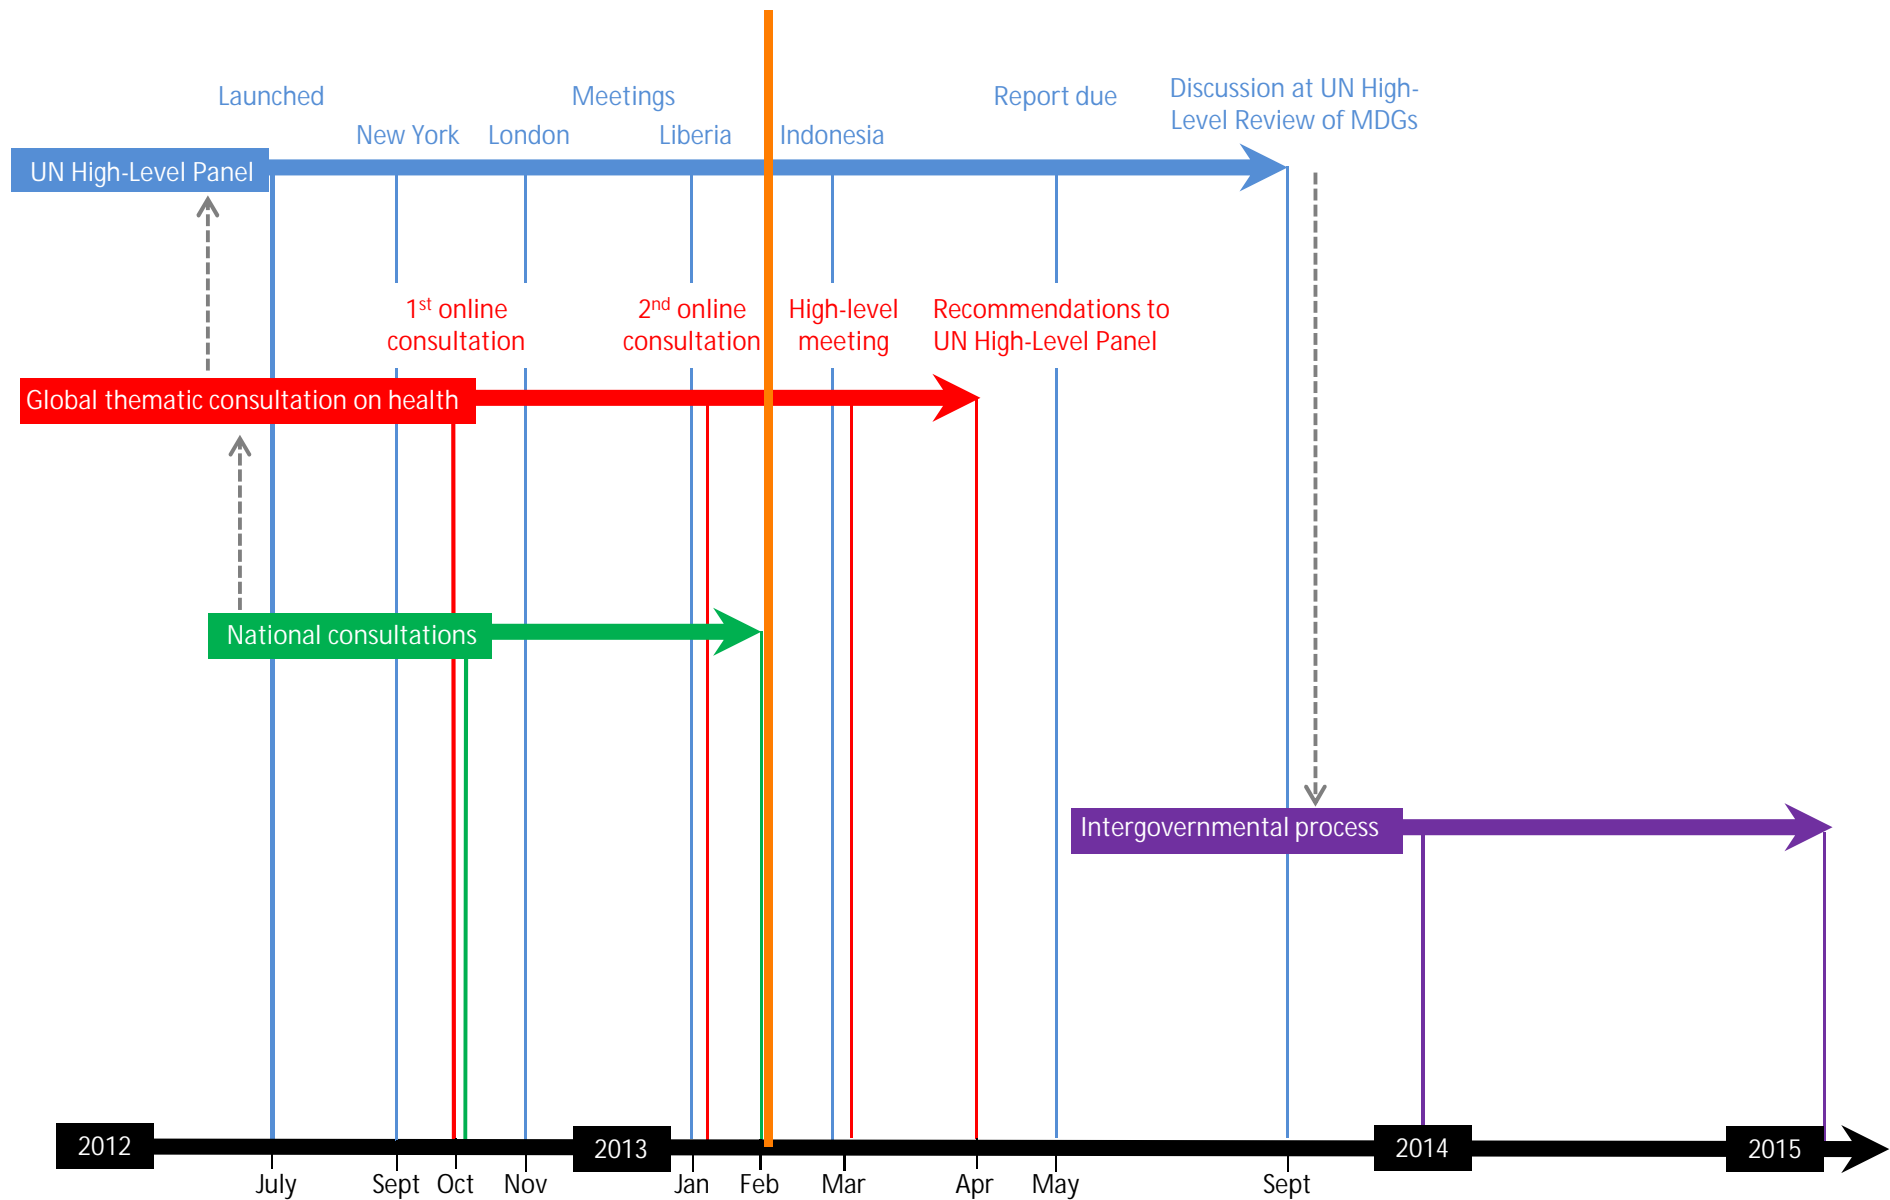 Launched
Meetings
Report due
Discussion at UN High-
Level Review of MDGs
New York
London
Liberia
Indonesia
UN High-Level Panel
1st online
consultation
2nd online
consultation
High-level
meeting
Recommendations to
UN High-Level Panel
Global thematic consultation on health
National consultations
Intergovernmental process
2012
2013
2014
2015
July
Sept
Oct
Nov
Jan
Feb
Mar
Apr
May
Sept